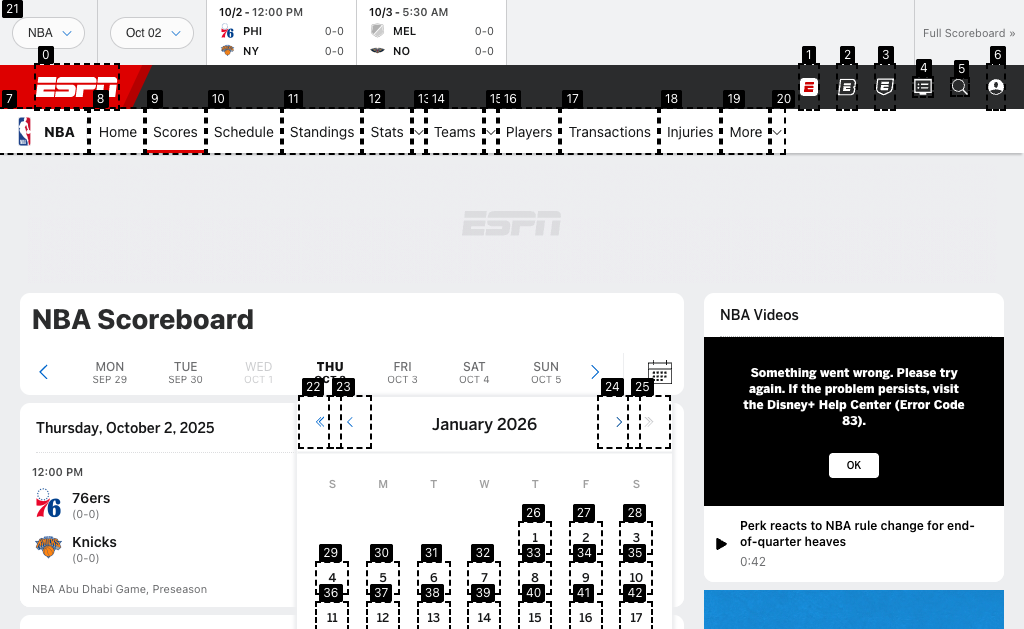 21
NBA
Oct 02
10/2 - 12:00 PM
PHI 0-0
NY 0-0
10/3 - 5:30 AM
MEL 0-0
NO 0-0
Full Scoreboard »
0 1 2 3 4 5 6
ESPN
7 8 9 10 11 12 13 14 15 16 17 18 19 20
NBA Home Scores Schedule Standings Stats Teams Players Transactions Injuries More
ESPN
NBA Scoreboard
MON TUE WED THU FRI SAT SUN
SEP 29 SEP 30 OCT 1 OCT 2 OCT 3 OCT 4 OCT 5
22 23 24 25
Thursday, October 2, 2025
12:00 PM
76ers
(0-0)
Knicks
(0-0)
NBA Abu Dhabi Game, Preseason
« ‹ January 2026 › »
S M T W T F S
26 27 28
1 2 3
29 30 31 32 33 34 35
4 5 6 7 8 9 10
36 37 38 39 40 41 42
11 12 13 14 15 16 17
NBA Videos
Something went wrong. Please try
again. If the problem persists, visit
the Disney+ Help Center (Error Code
83).
OK
Perk reacts to NBA rule change for end-
of-quarter heaves
0:42